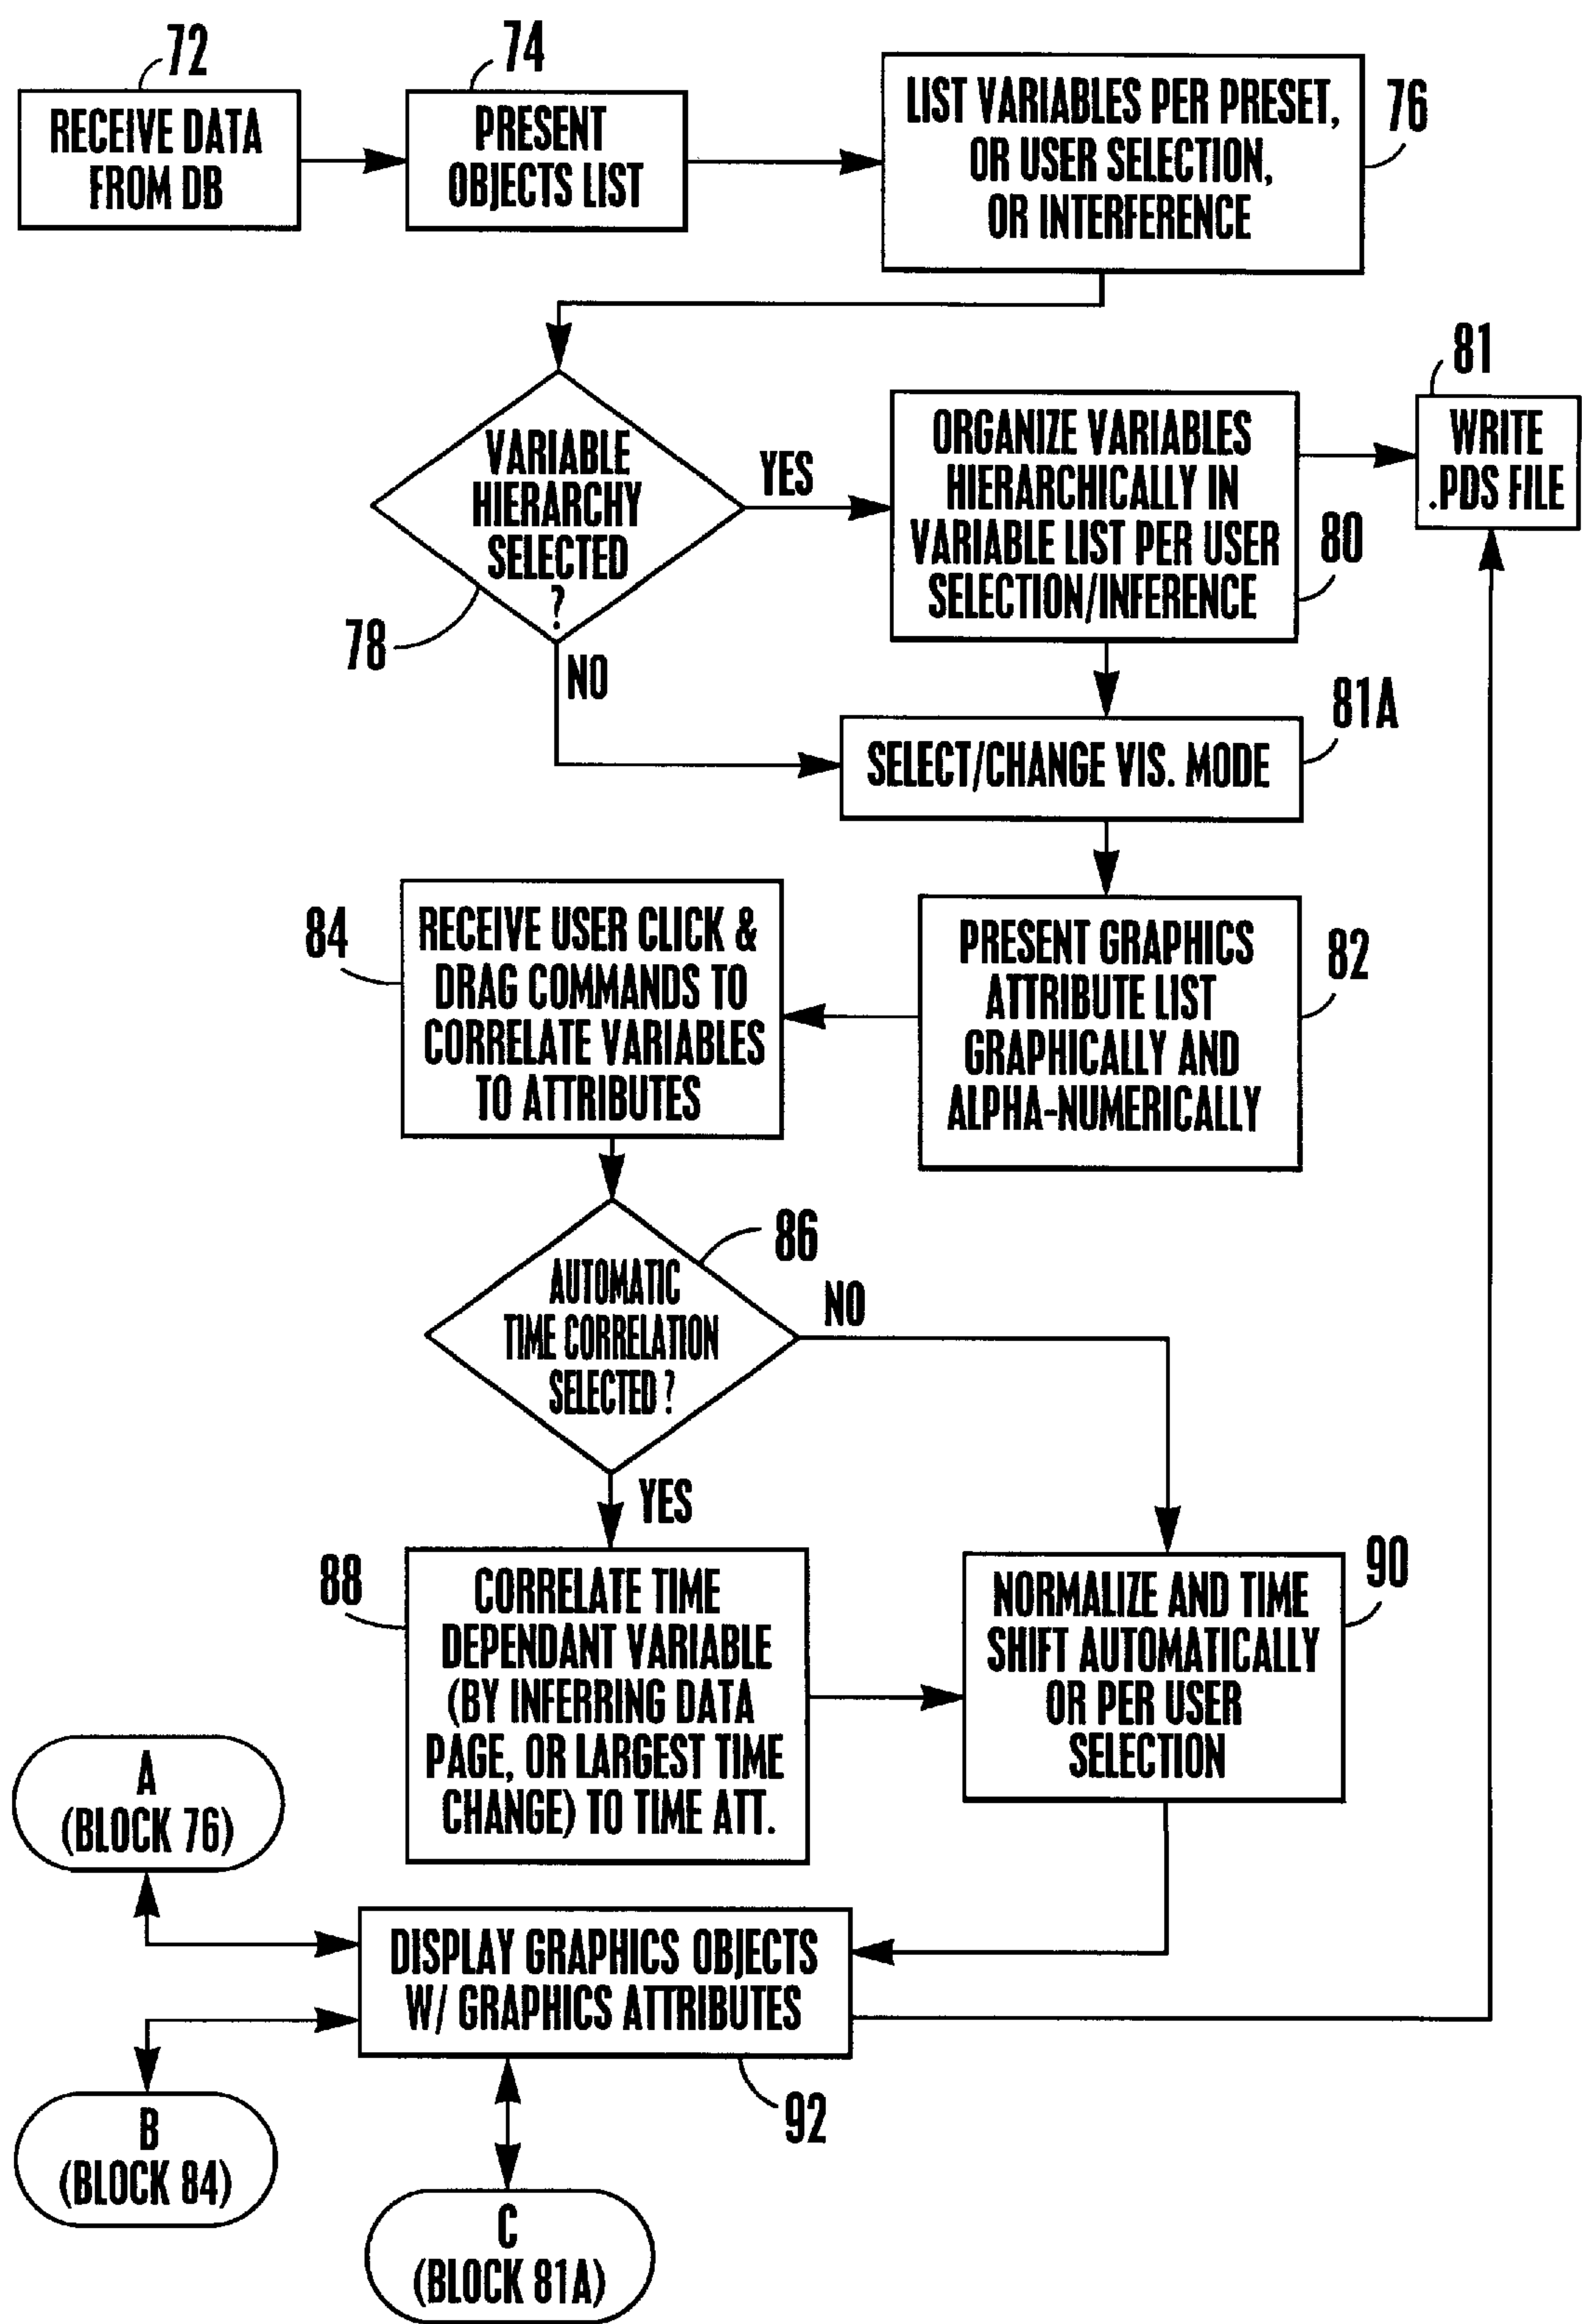 72
RECEIVE DATA
FROM DB
74
PRESENT
OBJECTS LIST
76
LIST VARIABLES PER PRESET,
OR USER SELECTION,
OR INTERFERENCE
VARIABLE
HIERARCHY
SELECTED
?
78
YES
NO
ORGANIZE VARIABLES
HIERARCHICALLY IN
VARIABLE LIST PER USER
SELECTION/INFERENCE
80
81
WRITE
.PDS FILE
81A
SELECT/CHANGE VIS. MODE
82
PRESENT GRAPHICS
ATTRIBUTE LIST
GRAPHICALLY AND
ALPHA-NUMERICALLY
84
RECEIVE USER CLICK &
DRAG COMMANDS TO
CORRELATE VARIABLES
TO ATTRIBUTES
86
AUTOMATIC
TIME CORRELATION
SELECTED?
NO
YES
88
CORRELATE TIME
DEPENDANT VARIABLE
(BY INFERRING DATA
PAGE, OR LARGEST TIME
CHANGE) TO TIME ATT.
90
NORMALIZE AND TIME
SHIFT AUTOMATICALLY
OR PER USER
SELECTION
A
(BLOCK 76)
DISPLAY GRAPHICS OBJECTS
W/ GRAPHICS ATTRIBUTES
92
B
(BLOCK 84)
C
(BLOCK 81A)